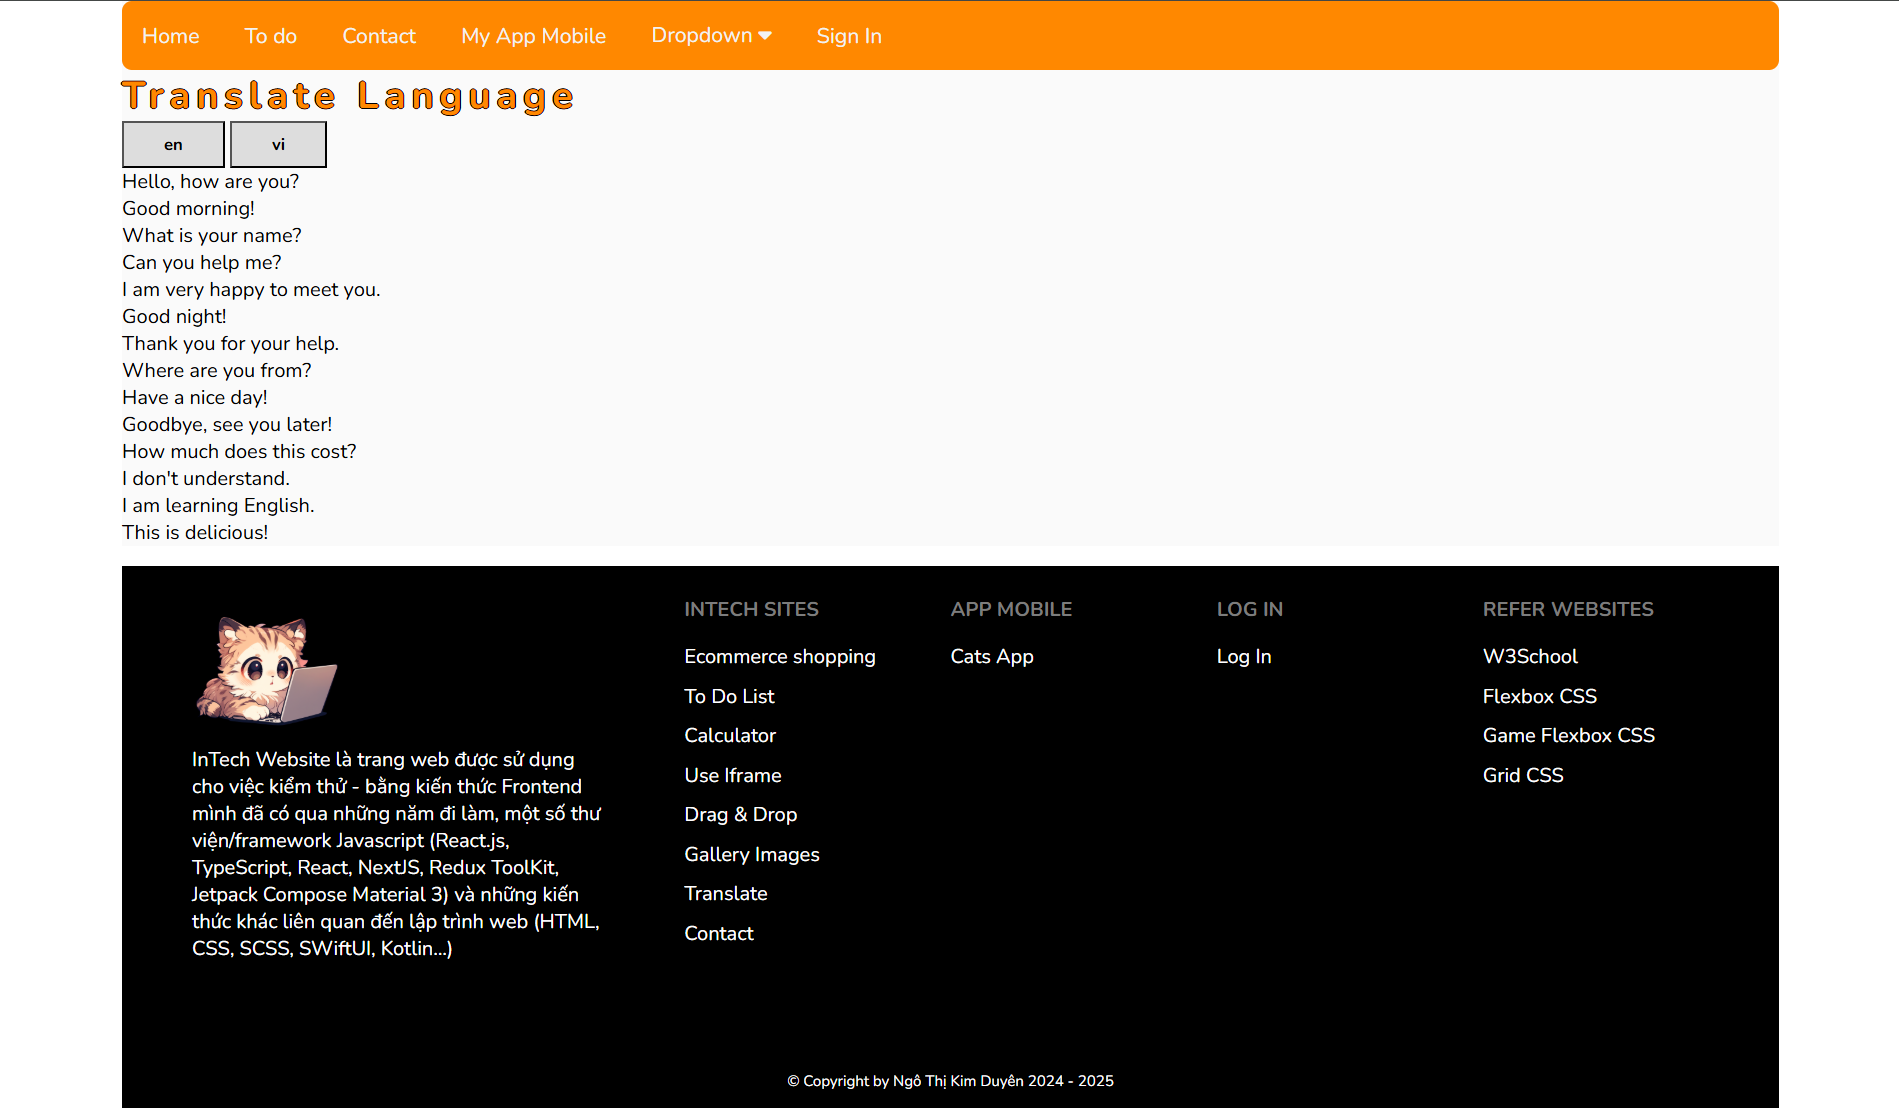 Home To do Contact My App Mobile Dropdown Sign In
Translate Language
en vi
Hello, how are you?
Good morning!
What is your name?
Can you help me?
I am very happy to meet you.
Good night!
Thank you for your help.
Where are you from?
Have a nice day!
Goodbye, see you later!
How much does this cost?
I don't understand.
I am learning English.
This is delicious!
InTech Website là trang web được sử dụng
cho việc kiểm thử - bằng kiến thức Frontend
mình đã có qua những năm đi làm, một số thư
viện/framework Javascript (React.js,
TypeScript, React, NextJS, Redux ToolKit,
Jetpack Compose Material 3) và những kiến
thức khác liên quan đến lập trình web (HTML,
CSS, SCSS, SWiftUI, Kotlin...)
INTECH SITES
Ecommerce shopping
To Do List
Calculator
Use Iframe
Drag & Drop
Gallery Images
Translate
Contact
APP MOBILE
Cats App
LOG IN
Log In
REFER WEBSITES
W3School
Flexbox CSS
Game Flexbox CSS
Grid CSS
© Copyright by Ngô Thị Kim Duyên 2024 - 2025